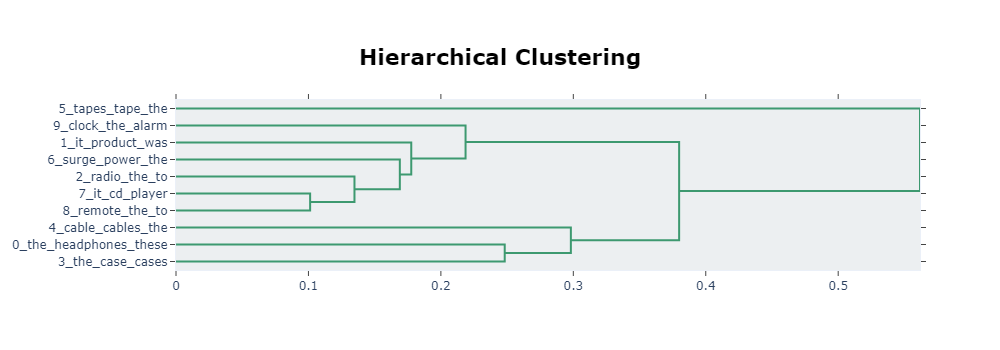 Hierarchical Clustering
5_tapes_tape_the
9_clock_the_alarm
1_it_product_was
6_surge_power_the
2_radio_the_to
7_it_cd_player
8_remote_the_to
4_cable_cables_the
0_the_headphones_these
3_the_case_cases
0 0.1 0.2 0.3 0.4 0.5